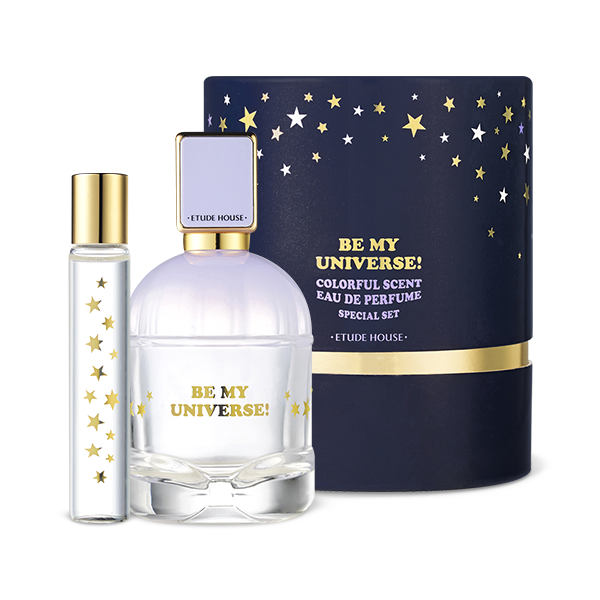 ·ETUDE HOUSE·
BE MY
UNIVERSE!
BE MY
UNIVERSE!
COLORFUL SCENT
EAU DE PERFUME
SPECIAL SET
·ETUDE HOUSE·